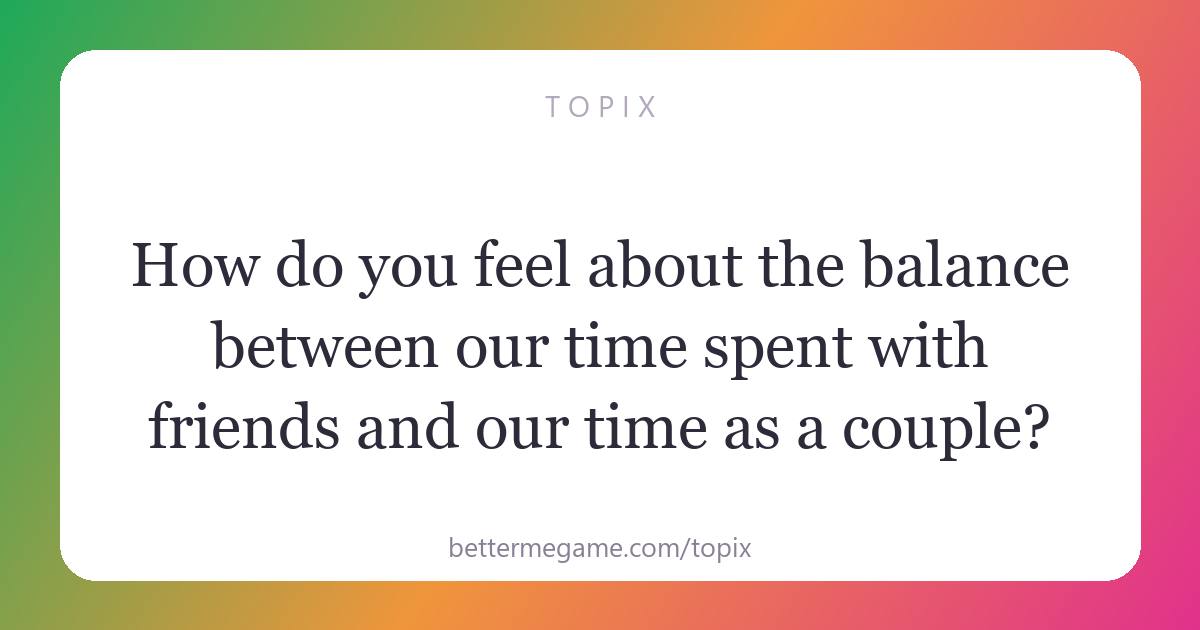 TOPIX
How do you feel about the balance
between our time spent with
friends and our time as a couple?
bettermegame.com/topix